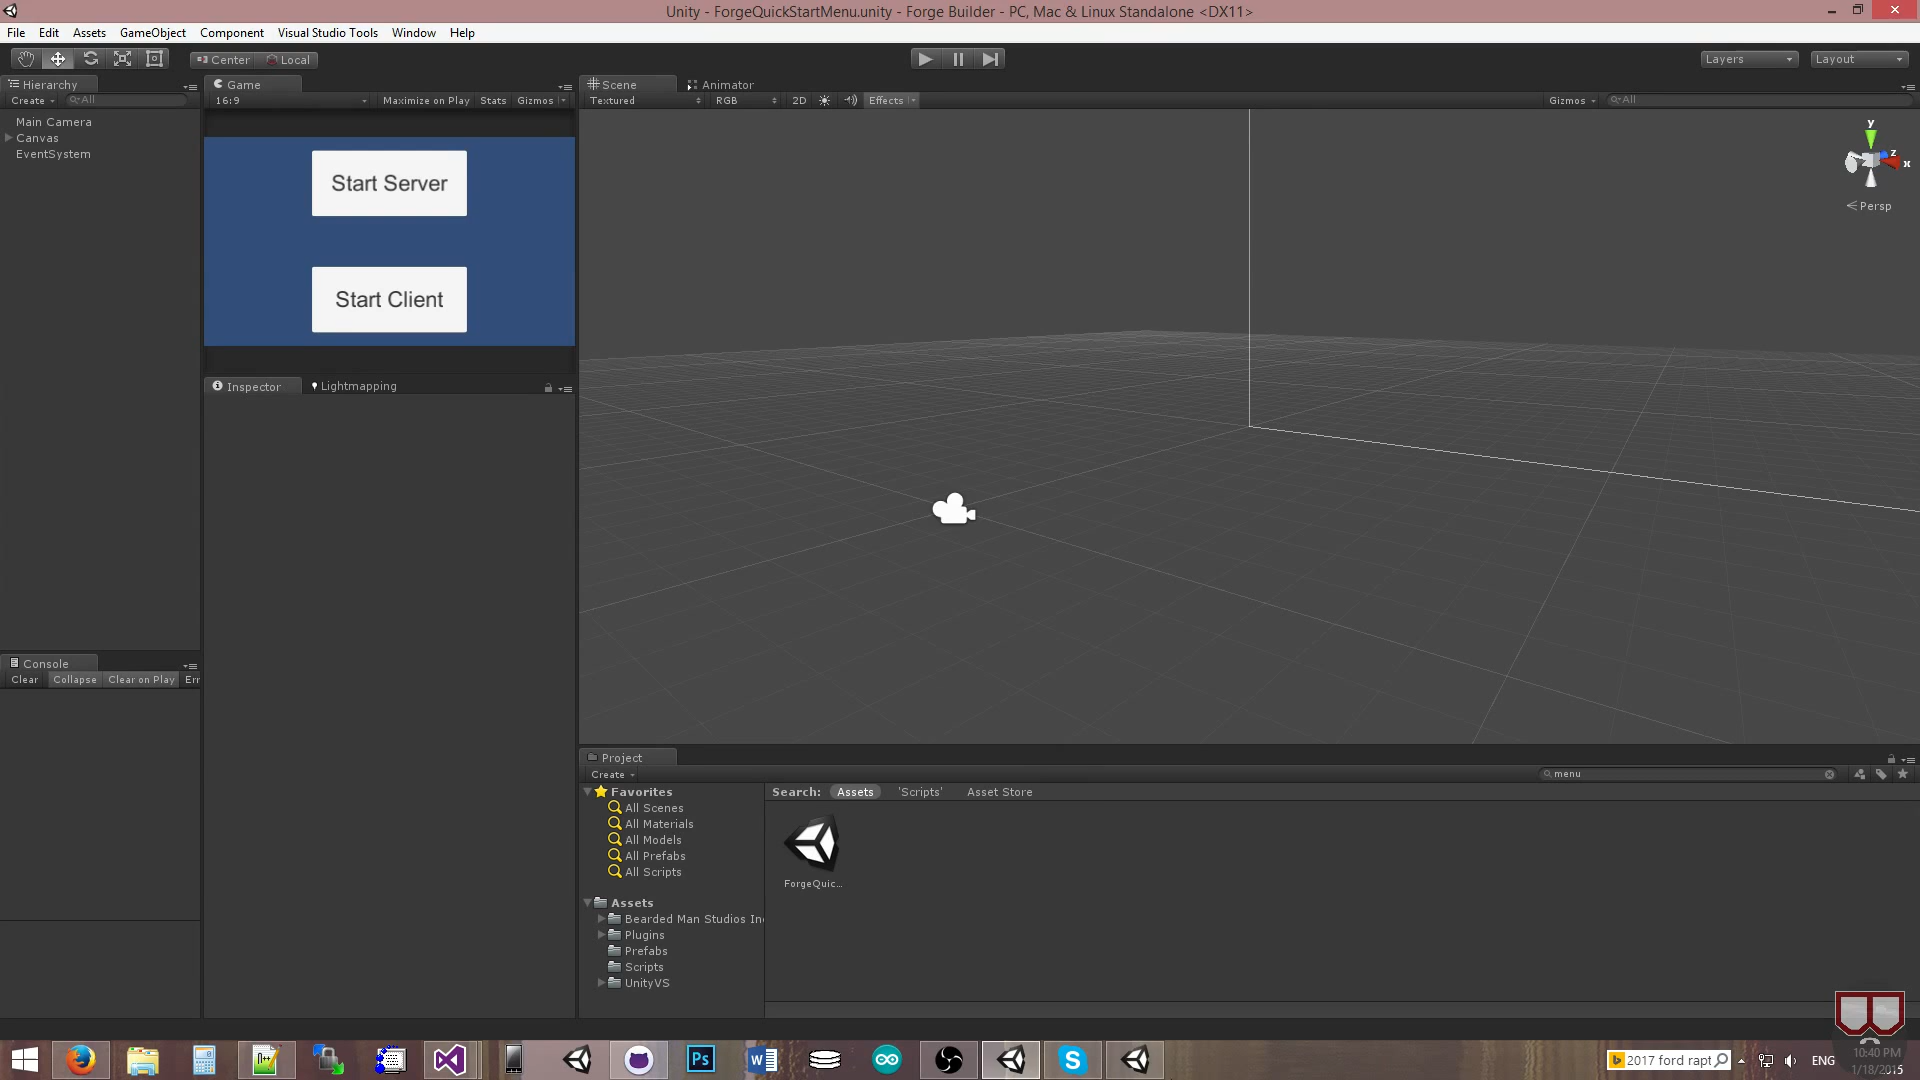 Unity - ForgeQuickStartMenu.unity - Forge Builder - PC, Mac & Linux Standalone <DX11>
File Edit Assets GameObject Component Visual Studio Tools Window Help
Center Local Layers Layout
Hierarchy Game Scene Animator
Create All 16:9 Maximize on Play Stats Gizmos Textured RGB 2D Effects Gizmos All
Main Camera
Canvas
EventSystem
Start Server
Start Client
y
z
x
Persp
Inspector Lightmapping
Console
Clear Collapse Clear on Play Err
Project
Create menu
Favorites
All Scenes
All Materials
All Models
All Prefabs
All Scripts
Assets
Bearded Man Studios In
Plugins
Prefabs
Scripts
UnityVS
Search: Assets 'Scripts' Asset Store
ForgeQuic...
Ps
2017 ford rapt
ENG
10:40 PM
1/18/2015